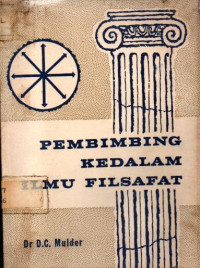 PEMBIMBING
KEDALAM
ILMU FILSAFAT
Dr D.C. Mulder